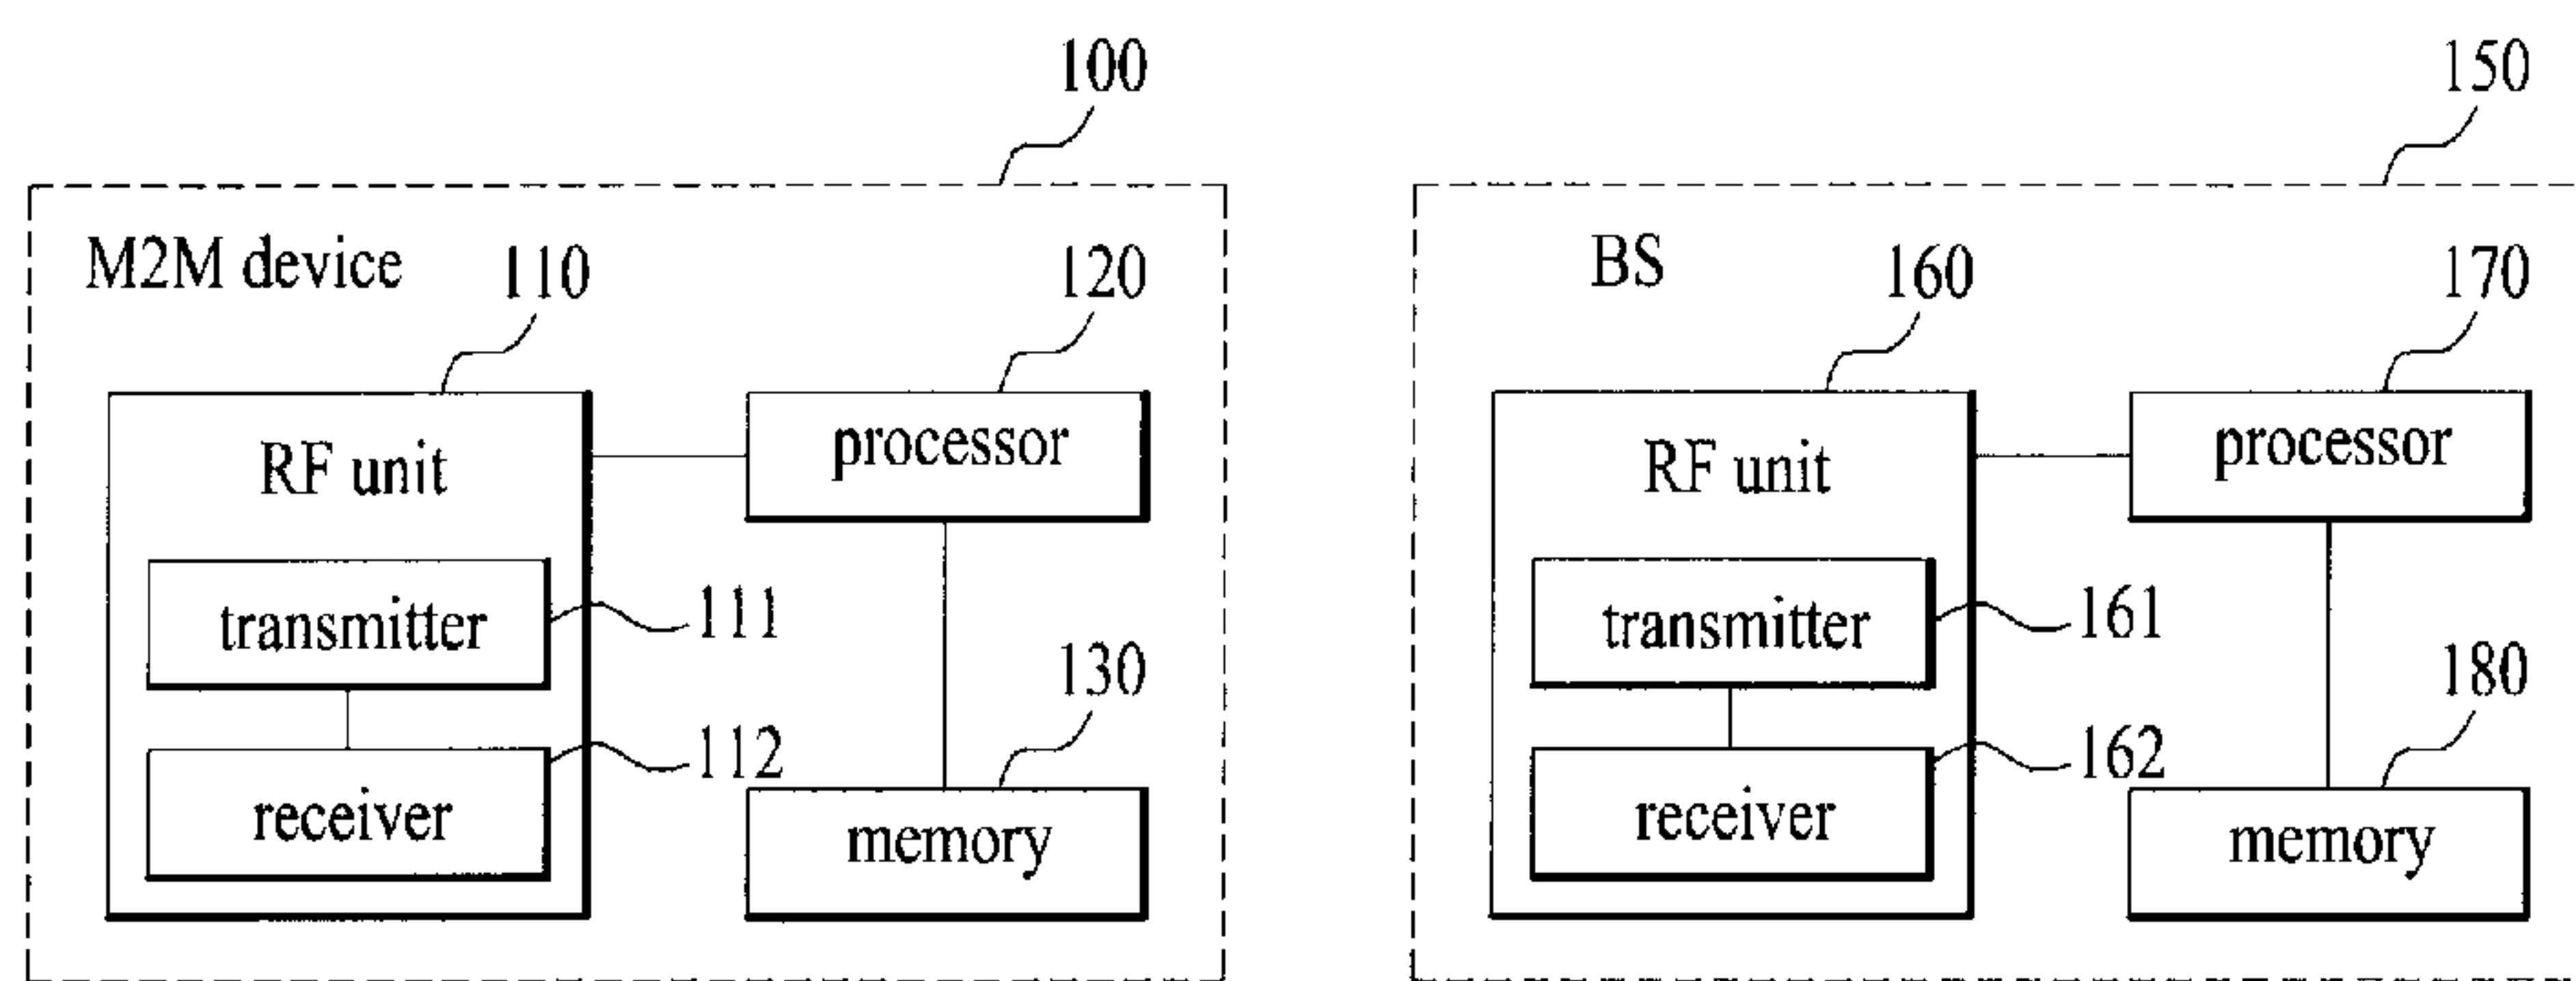 100
150
M2M device
110
120
BS
160
170
RF unit
processor
RF unit
processor
transmitter
111
130
transmitter
161
180
receiver
112
memory
receiver
162
memory